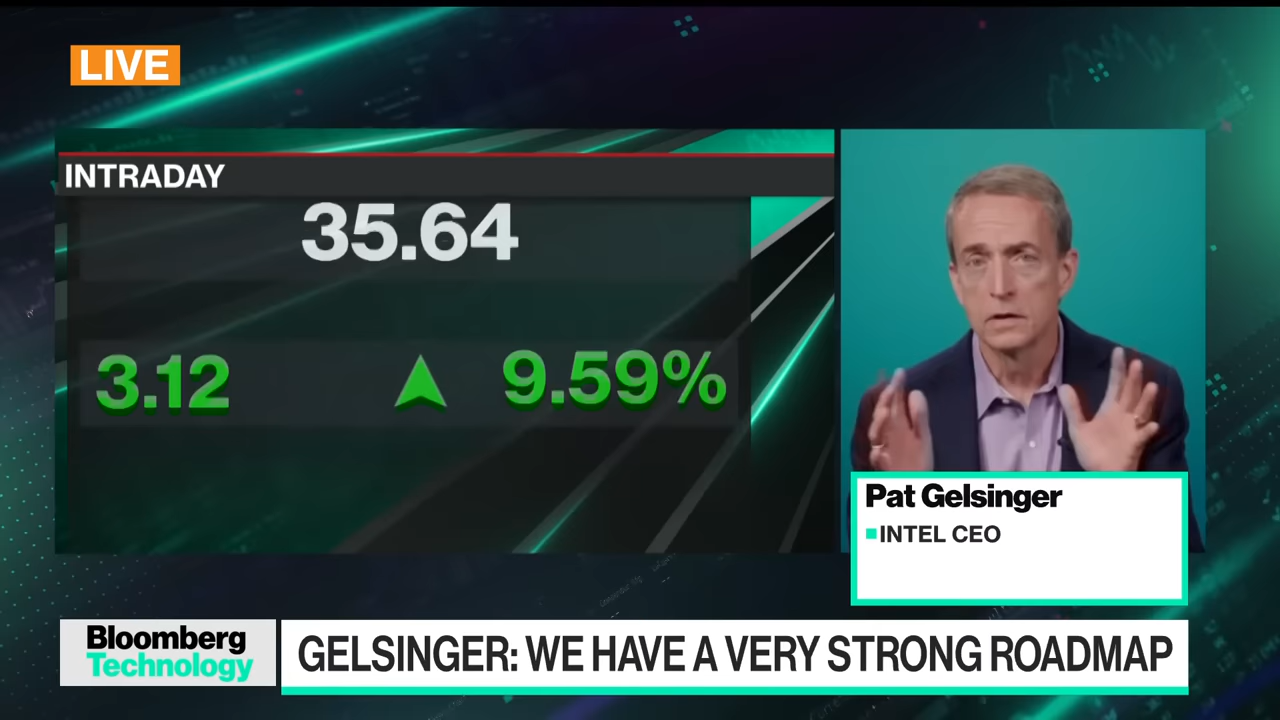 LIVE
INTRADAY
35.64
3.12 ▲ 9.59%
Pat Gelsinger
INTEL CEO
Bloomberg
Technology
GELSINGER: WE HAVE A VERY STRONG ROADMAP